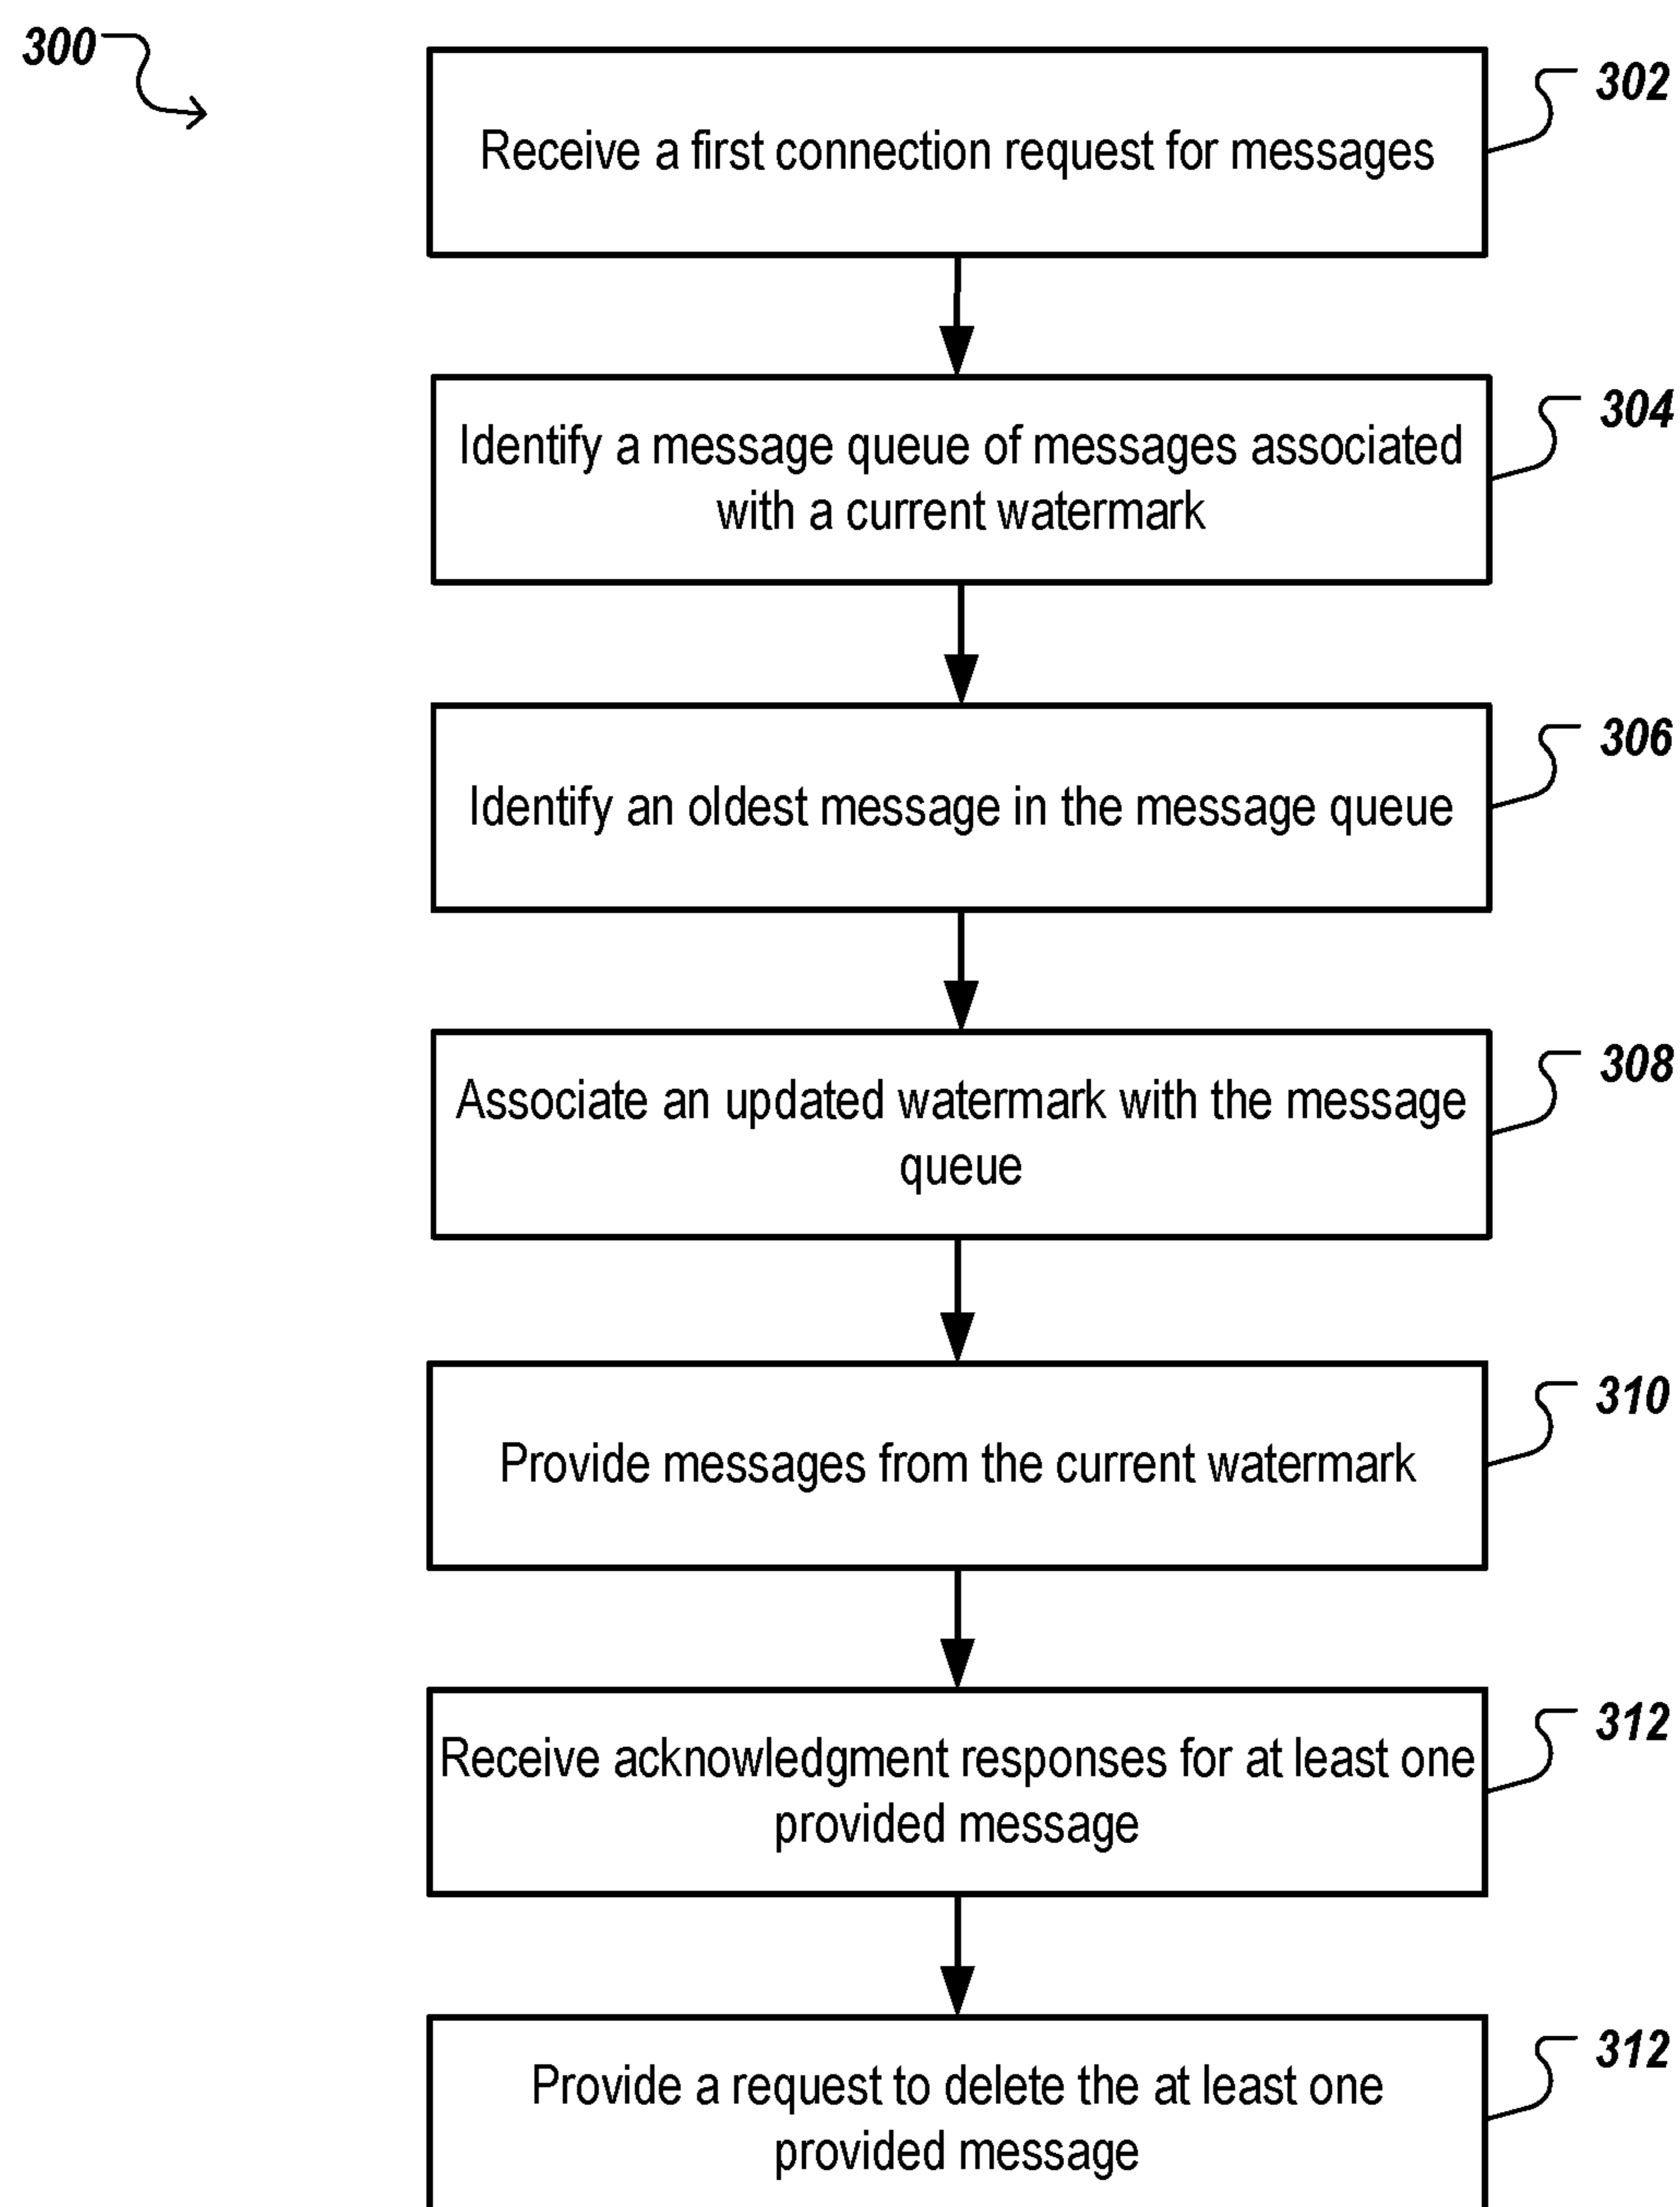 300
302
Receive a first connection request for messages
304
Identify a message queue of messages associated
with a current watermark
306
Identify an oldest message in the message queue
308
Associate an updated watermark with the message
queue
310
Provide messages from the current watermark
312
Receive acknowledgment responses for at least one
provided message
312
Provide a request to delete the at least one
provided message